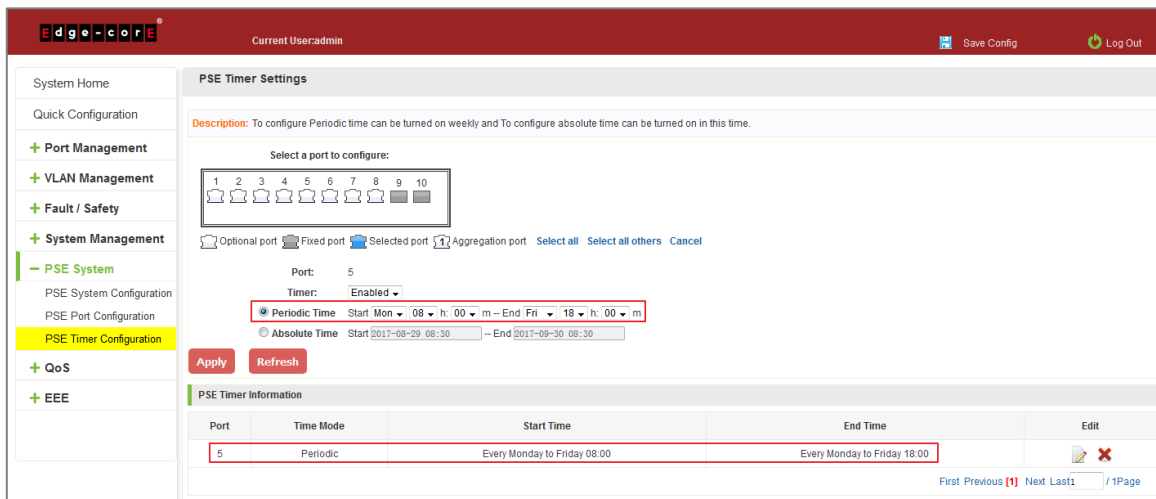 Edge-corE®
Current User:admin
Save Config
Log Out
System Home
Quick Configuration
+ Port Management
+ VLAN Management
+ Fault / Safety
+ System Management
− PSE System
PSE System Configuration
PSE Port Configuration
PSE Timer Configuration
+ QoS
+ EEE
PSE Timer Settings
Description: To configure Periodic time can be turned on weekly and To configure absolute time can be turned on in this time.
Select a port to configure:
1 2 3 4 5 6 7 8 9 10
Optional port Fixed port Selected port 1 Aggregation port Select all Select all others Cancel
Port: 5
Timer: Enabled
Periodic Time Start Mon 08 h: 00 m -- End Fri 18 h: 00 m
Absolute Time Start 2017-08-29 08:30 -- End 2017-09-30 08:30
Apply Refresh
PSE Timer Information
Port Time Mode Start Time End Time Edit
5 Periodic Every Monday to Friday 08:00 Every Monday to Friday 18:00
First Previous [1] Next Last 1 / 1Page